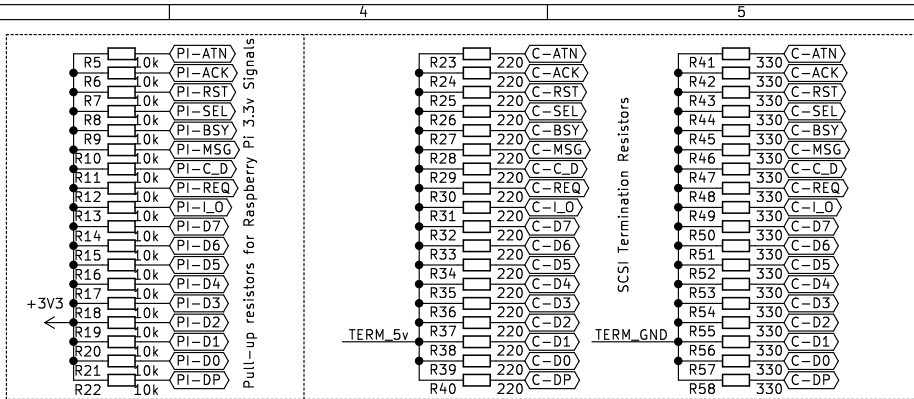 4 5
PI-ATN
R5 10k
PI-ACK
R6 10k
PI-RST
R7 10k
PI-SEL
R8 10k
PI-BSY
R9 10k
PI-MSG
R10 10k
PI-C_D
R11 10k
PI-REQ
R12 10k
PI-I_O
R13 10k
PI-D7
R14 10k
PI-D6
R15 10k
PI-D5
R16 10k
PI-D4
R17 10k
+3V3
PI-D3
R18 10k
PI-D2
R19 10k
PI-D1
R20 10k
PI-D0
R21 10k
PI-DP
R22 10k
Pull-up resistors for Raspberry Pi 3.3v Signals
C-ATN
R23 220
C-ACK
R24 220
C-RST
R25 220
C-SEL
R26 220
C-BSY
R27 220
C-MSG
R28 220
C-C_D
R29 220
C-REQ
R30 220
C-I_O
R31 220
C-D7
R32 220
C-D6
R33 220
C-D5
R34 220
C-D4
R35 220
C-D3
R36 220
C-D2
R37 220
TERM_5v
C-D1
R38 220
C-D0
R39 220
C-DP
R40 220
SCSI Termination Resistors
C-ATN
R41 330
C-ACK
R42 330
C-RST
R43 330
C-SEL
R44 330
C-BSY
R45 330
C-MSG
R46 330
C-C_D
R47 330
C-REQ
R48 330
C-I_O
R49 330
C-D7
R50 330
C-D6
R51 330
C-D5
R52 330
C-D4
R53 330
C-D3
R54 330
C-D2
R55 330
TERM_GND
C-D1
R56 330
C-D0
R57 330
C-DP
R58 330